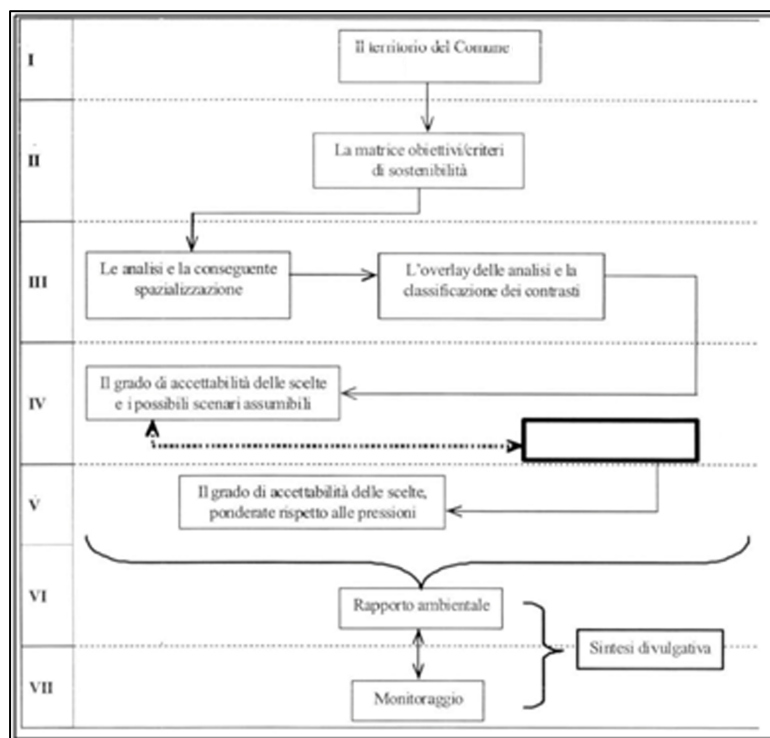 I
Il territorio del Comune
II
La matrice obiettivi/criteri
di sostenibilità
III
Le analisi e la conseguente
spazializzazione
L'overlay delle analisi e la
classificazione dei contrasti
IV
Il grado di accettabilità delle scelte
e i possibili scenari assumibili
V
Il grado di accettabilità delle scelte,
ponderate rispetto alle pressioni
VI
Rapporto ambientale
Sintesi divulgativa
VII
Monitoraggio